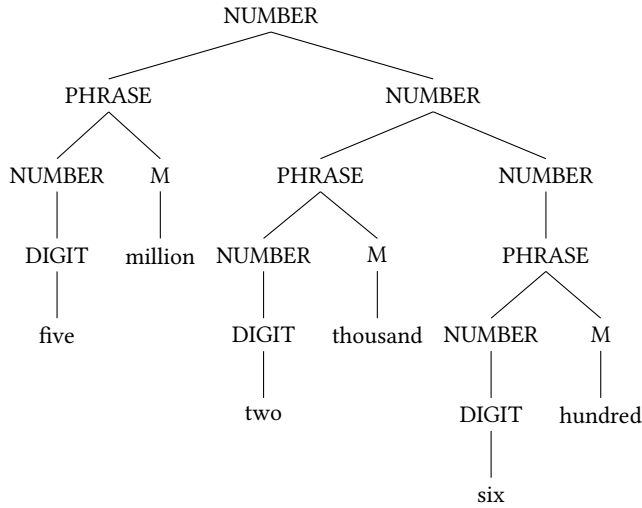 NUMBER
PHRASE NUMBER
NUMBER M PHRASE NUMBER
DIGIT million NUMBER M PHRASE
five DIGIT thousand NUMBER M
two DIGIT hundred
six